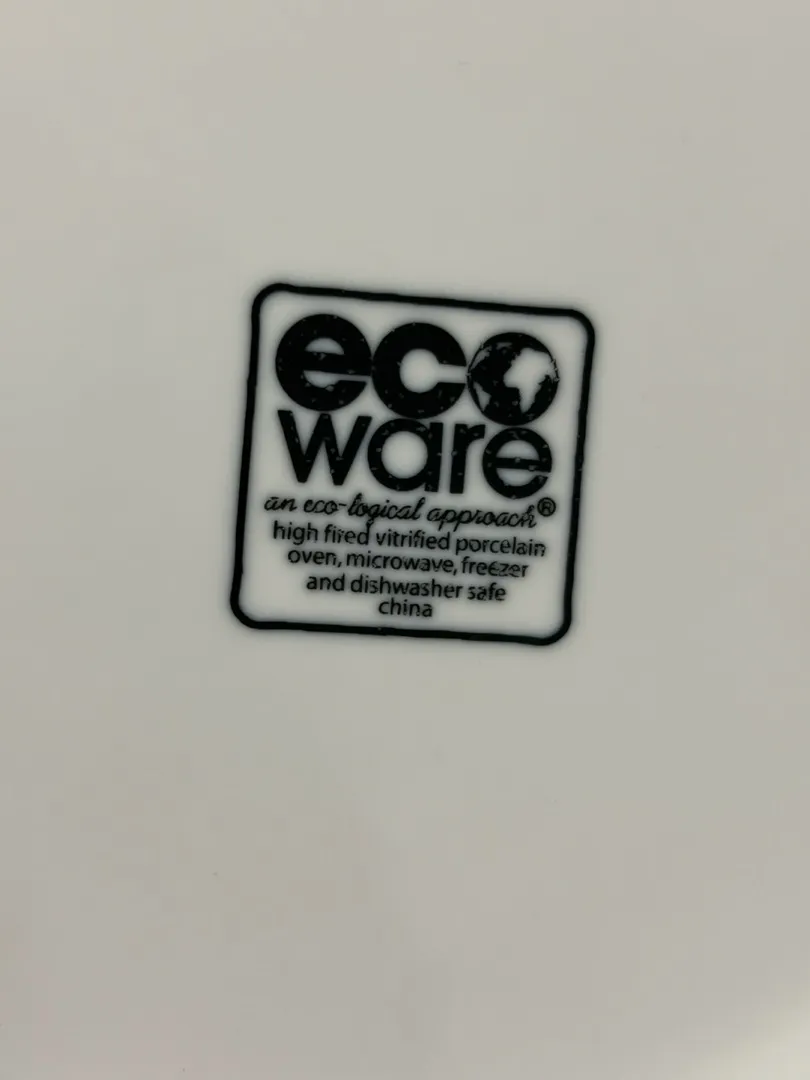 eco
ware
an eco-logical approach®
high fired vitrified porcelain
oven, microwave, freezer
and dishwasher safe
china